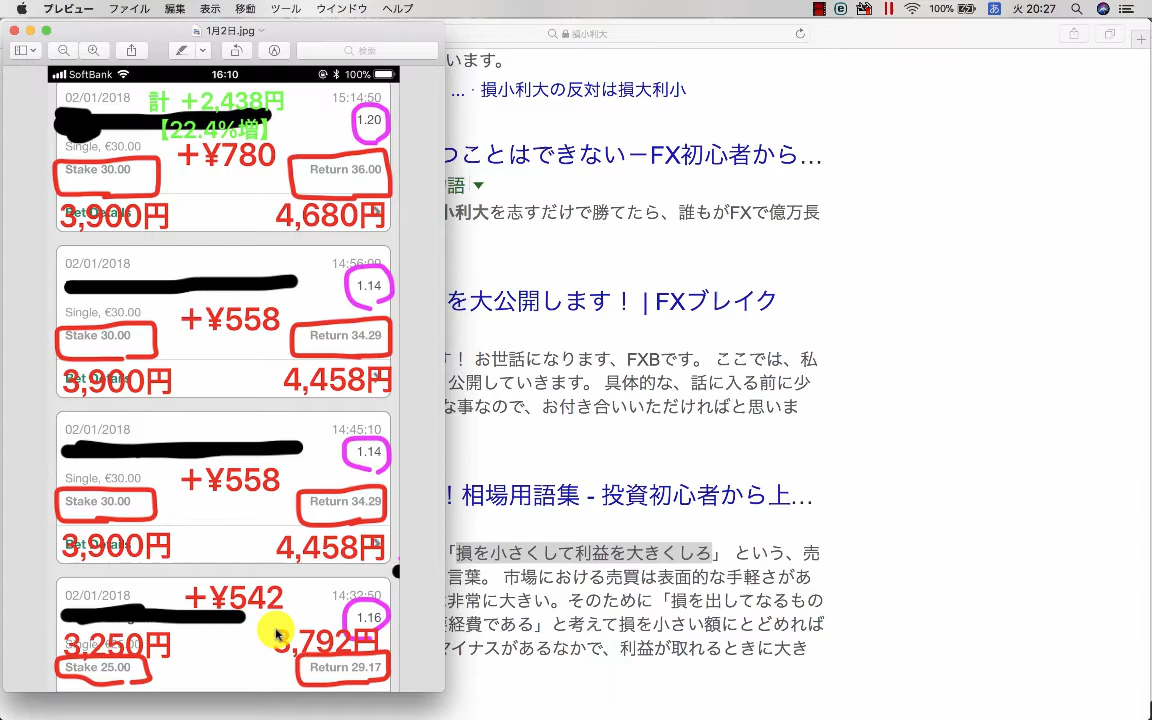 プレビュー ファイル 編集 表示 移動 ツール ウインドウ ヘルプ
100% あ 火 20:27
1月2日.jpg
検索
損小利大
SoftBank 16:10 100%
02/01/2018 15:14:50
計 +2,438円
【22.4%増】
1.20
Single, €30.00
+¥780
Stake 30.00 Return 36.00
Bet Details
3,900円 4,680円
02/01/2018 14:56:09
1.14
Single, €30.00
+¥558
Stake 30.00 Return 34.29
Bet Details
3,900円 4,458円
02/01/2018 14:45:10
1.14
Single, €30.00
+¥558
Stake 30.00 Return 34.29
3,900円 4,458円
02/01/2018 14:32:50
+¥542
1.16
3,250円 ,792円
Stake 25.00 Return 29.17
います。
... · 損小利大の反対は損大利小
つことはできない－FX初心者から...
語
小利大を志すだけで勝てたら、誰もがFXで億万長
を大公開します！ | FXブレイク
！ お世話になります、FXBです。 ここでは、私
公開していきます。 具体的な、話に入る前に少
な事なので、お付き合いいただければと思いま
！相場用語集 - 投資初心者から上...
「損を小さくして利益を大きくしろ」 という、売
言葉。 市場における売買は表面的な手軽さがあ
非常に大きい。そのために「損を出してなるもの
経費である」と考えて損を小さい額にとどめれば
マイナスがあるなかで、利益が取れるときに大き